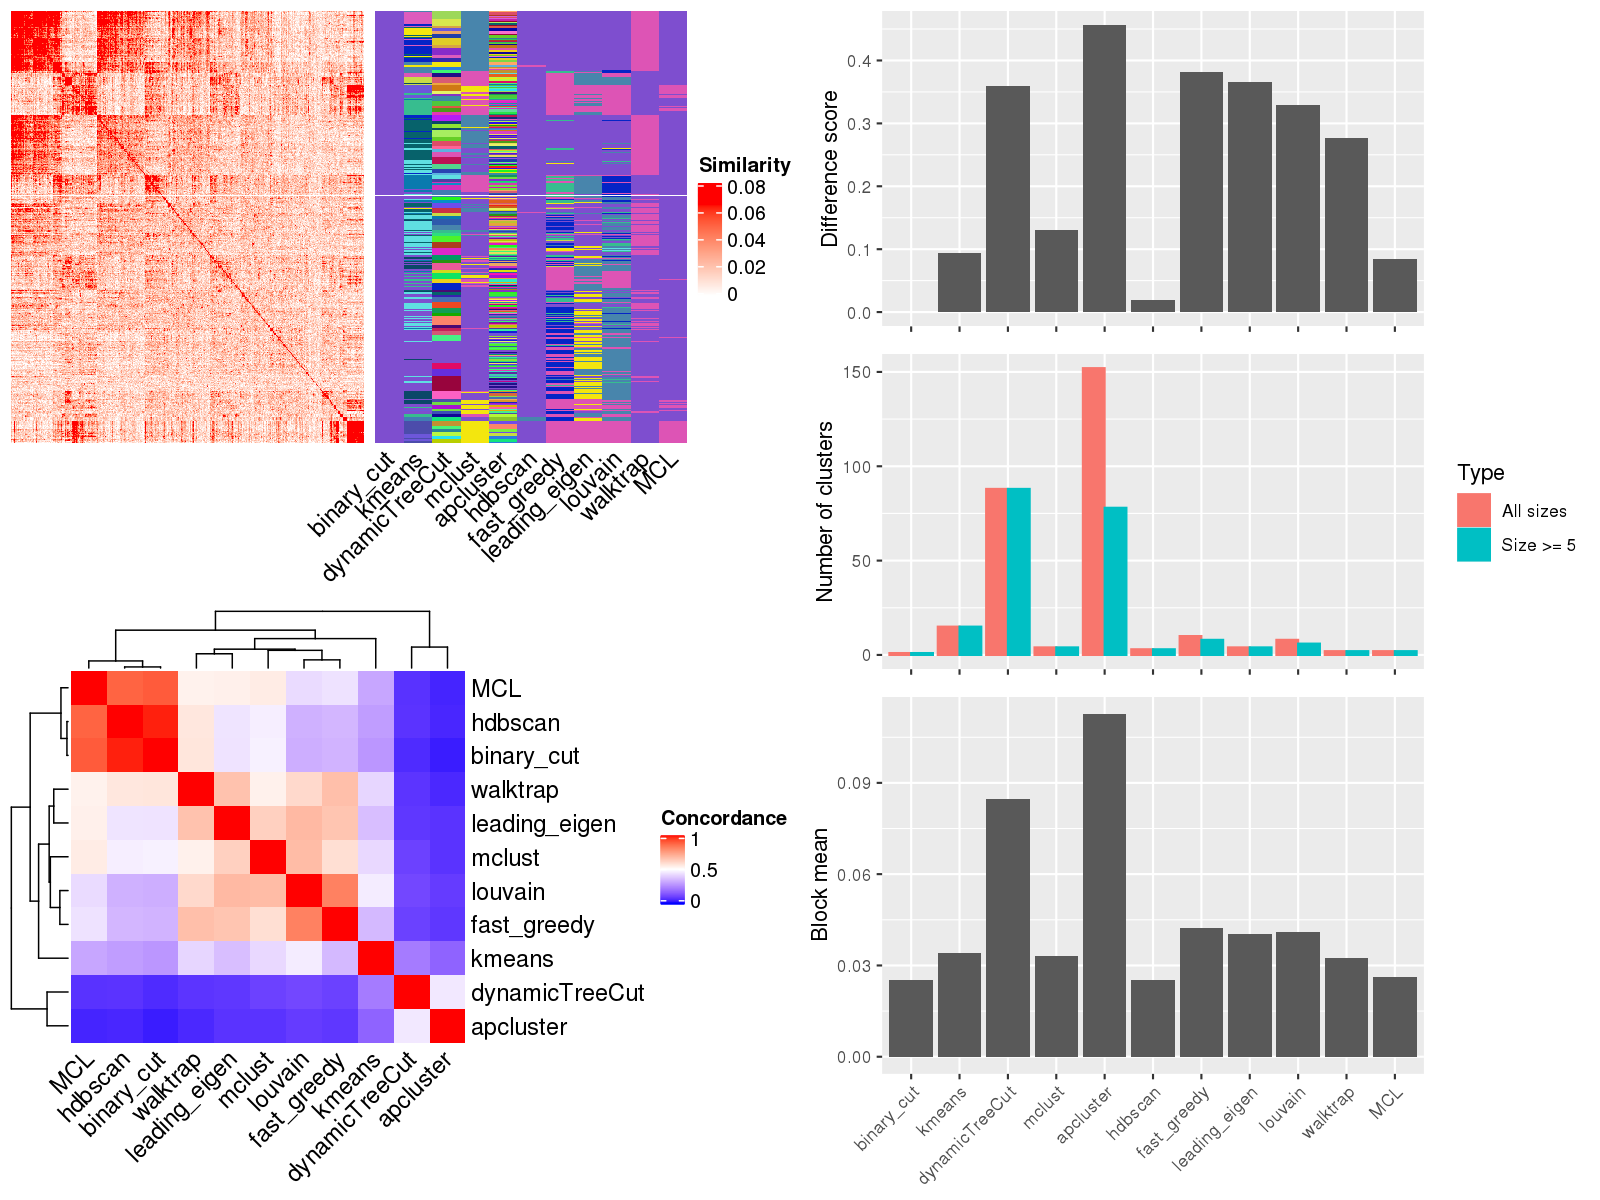 Similarity
0.08
0.06
0.04
0.02
0
binary_cut
kmeans
dynamicTreeCut
mclust
apcluster
hdbscan
fast_greedy
leading_eigen
louvain
walktrap
MCL
MCL
hdbscan
binary_cut
walktrap
leading_eigen
mclust
louvain
fast_greedy
kmeans
dynamicTreeCut
apcluster
Concordance
1
0.5
0
MCL
hdbscan
binary_cut
walktrap
leading_eigen
mclust
louvain
fast_greedy
kmeans
dynamicTreeCut
apcluster
Difference score
0.4
0.3
0.2
0.1
0.0
Number of clusters
150
100
50
0
Type
All sizes
Size >= 5
Block mean
0.09
0.06
0.03
0.00
binary_cut
kmeans
dynamicTreeCut
mclust
apcluster
hdbscan
fast_greedy
leading_eigen
louvain
walktrap
MCL